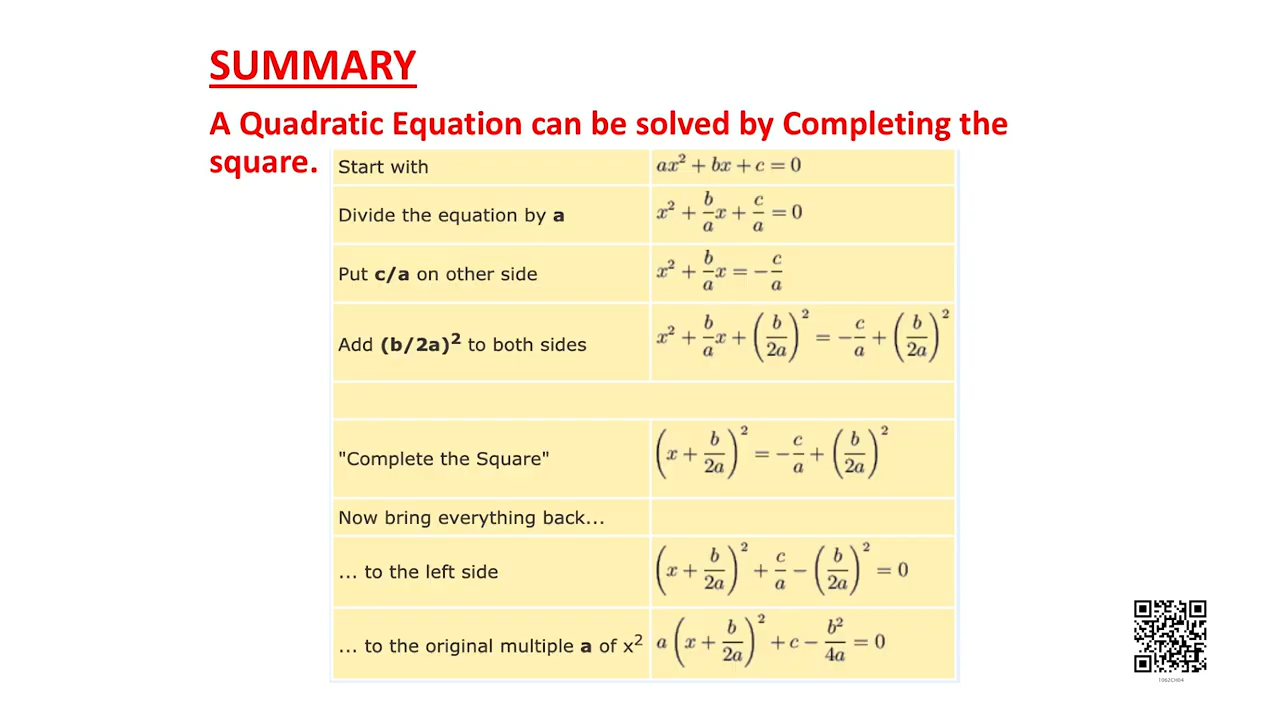 SUMMARY
A Quadratic Equation can be solved by Completing the
square.
Start with ax² + bx + c = 0
Divide the equation by a x² + b/a x + c/a = 0
Put c/a on other side x² + b/a x = −c/a
Add (b/2a)² to both sides x² + b/a x + (b/2a)² = −c/a + (b/2a)²
"Complete the Square" (x + b/2a)² = −c/a + (b/2a)²
Now bring everything back...
... to the left side (x + b/2a)² + c/a − (b/2a)² = 0
... to the original multiple a of x² a(x + b/2a)² + c − b²/4a = 0
1062CH04